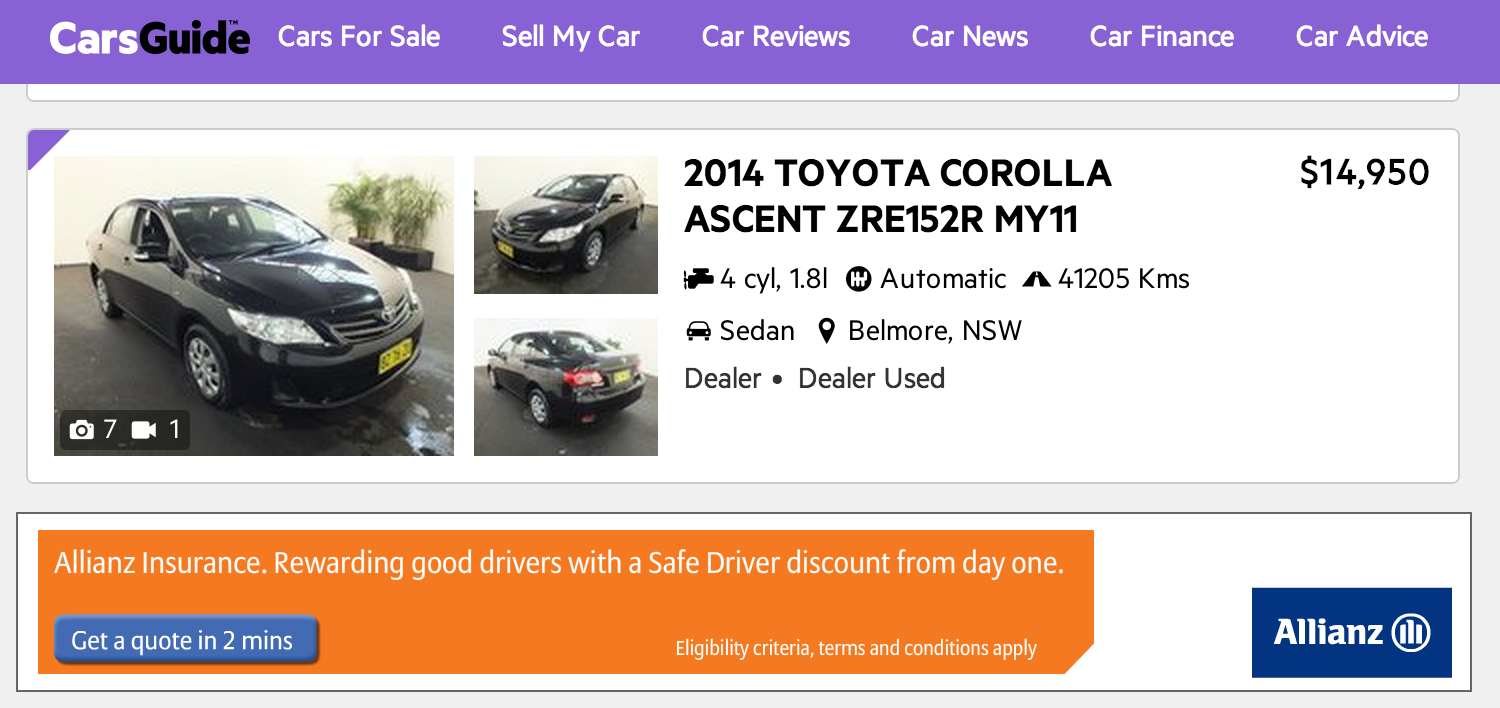 CarsGuide™ Cars For Sale Sell My Car Car Reviews Car News Car Finance Car Advice
2014 TOYOTA COROLLA $14,950
ASCENT ZRE152R MY11
4 cyl, 1.8l Automatic 41205 Kms
Sedan Belmore, NSW
Dealer • Dealer Used
7 1
Allianz Insurance. Rewarding good drivers with a Safe Driver discount from day one.
Get a quote in 2 mins
Eligibility criteria, terms and conditions apply
Allianz